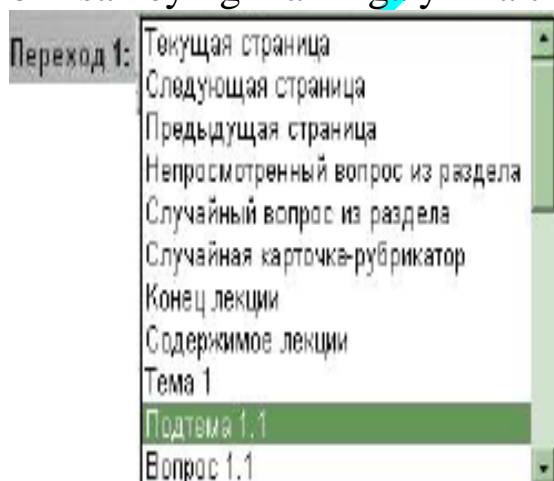 Переход 1:
Текущая страница
Следующая страница
Предыдущая страница
Непросмотренный вопрос из раздела
Случайный вопрос из раздела
Случайная карточка-рубрикатор
Конец лекции
Содержимое лекции
Тема 1
Подтема 1.1
Вопрос 1.1